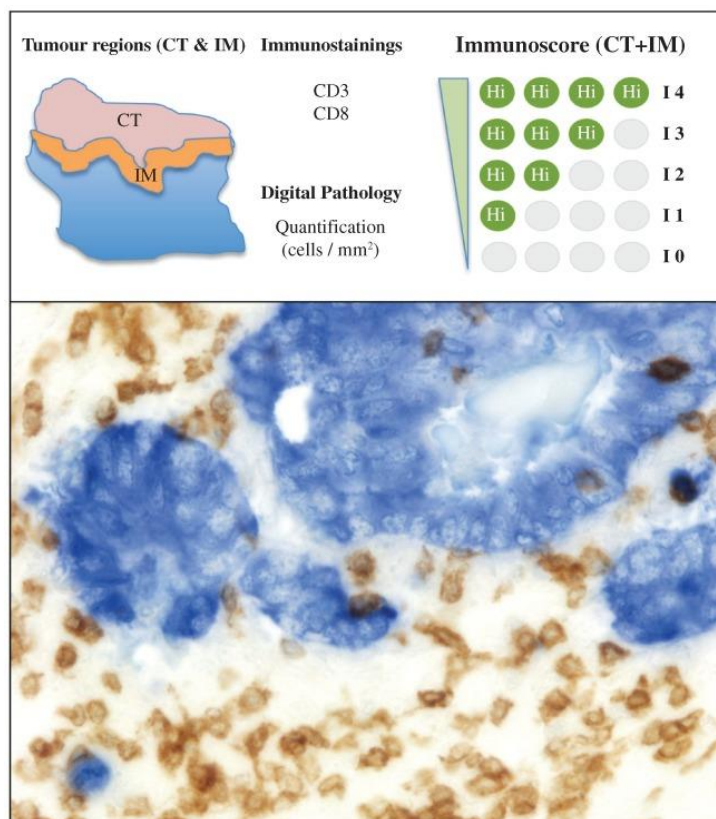 Tumour regions (CT & IM)
CT
IM
Immunostainings
CD3
CD8
Digital Pathology
Quantification
(cells / mm²)
Immunoscore (CT+IM)
Hi Hi Hi Hi I 4
Hi Hi Hi I 3
Hi Hi I 2
Hi I 1
I 0